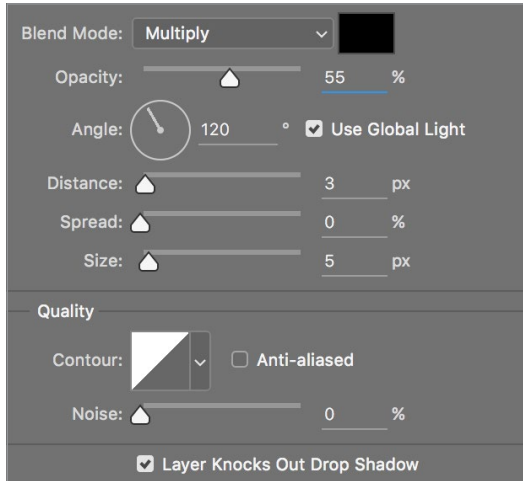 Blend Mode: Multiply
Opacity: 55 %
Angle: 120 ° Use Global Light
Distance: 3 px
Spread: 0 %
Size: 5 px
Quality
Contour: Anti-aliased
Noise: 0 %
Layer Knocks Out Drop Shadow